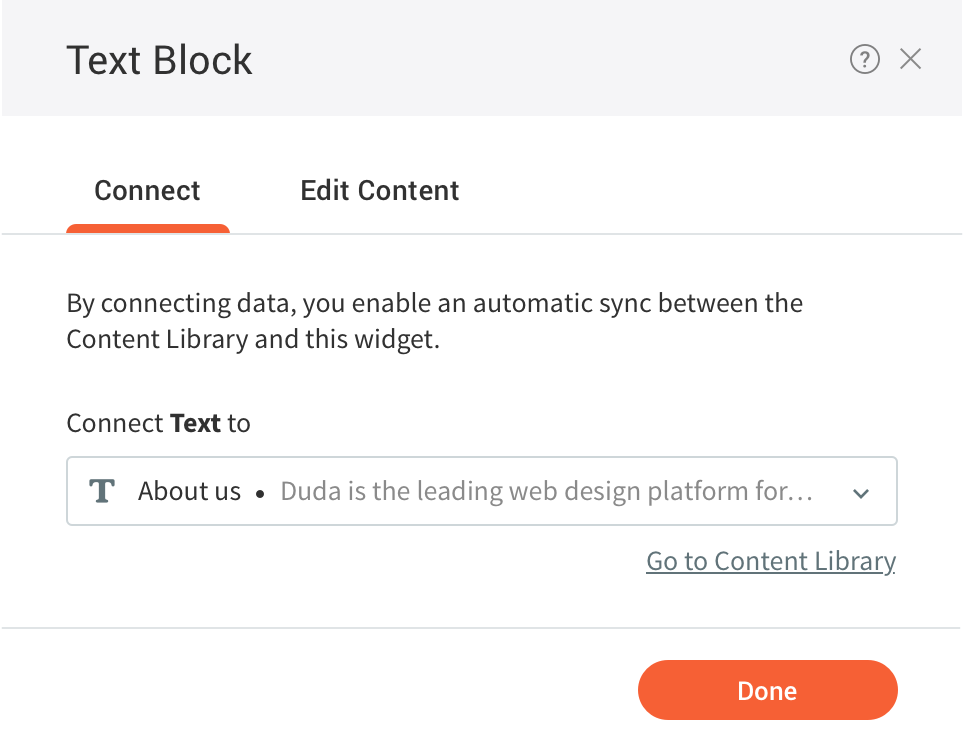 Text Block
?
Connect Edit Content
By connecting data, you enable an automatic sync between the
Content Library and this widget.
Connect Text to
T About us • Duda is the leading web design platform for...
Go to Content Library
Done